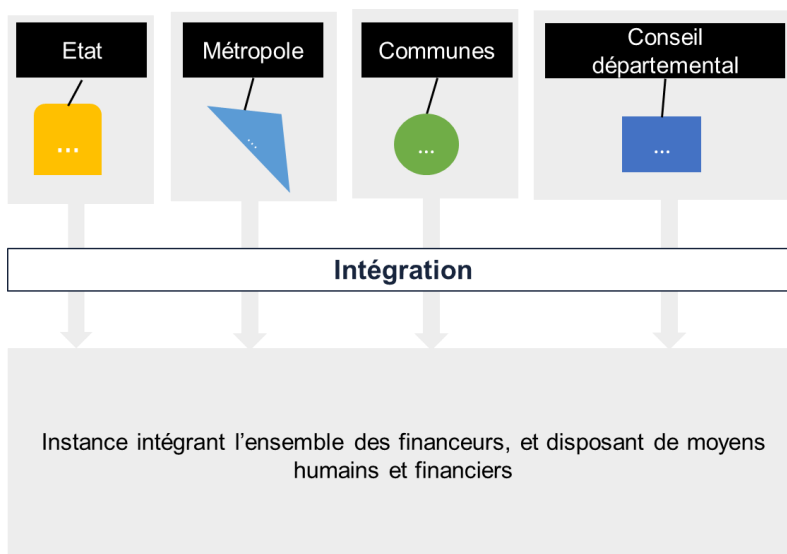 Etat
Métropole
Communes
Conseil
départemental
...
...
...
...
Intégration
Instance intégrant l’ensemble des financeurs, et disposant de moyens
humains et financiers